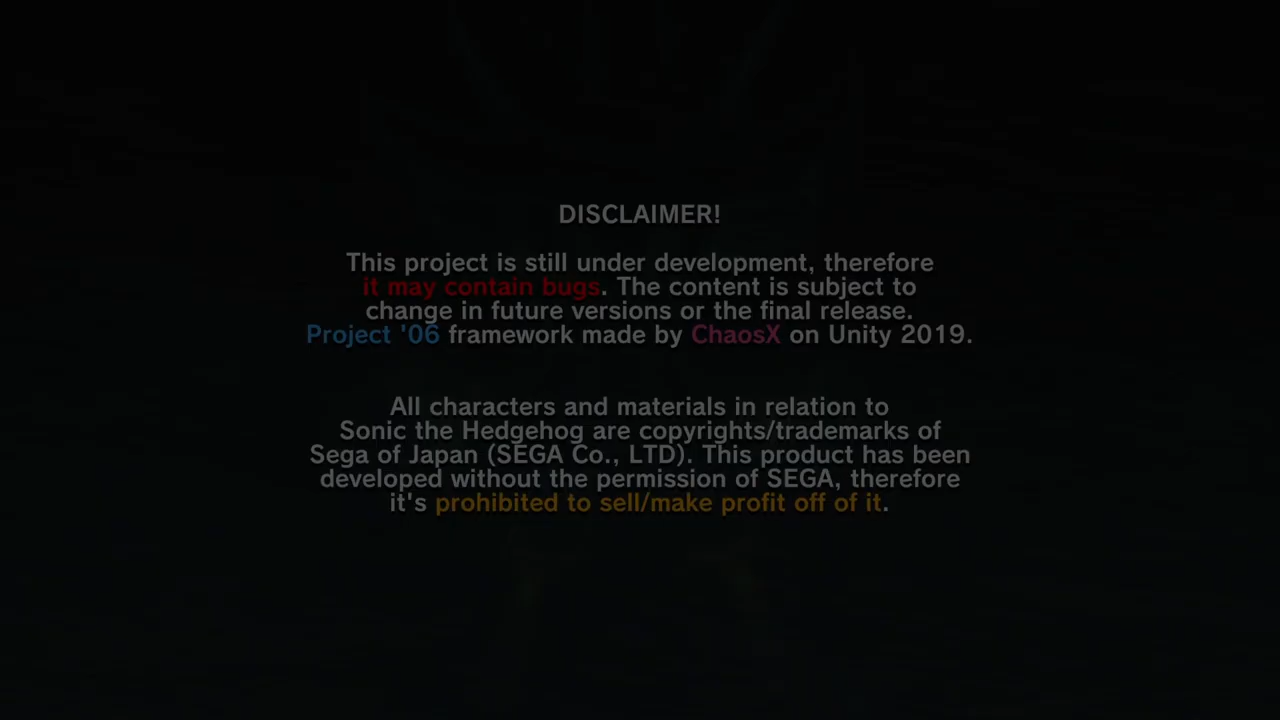 DISCLAIMER!
This project is still under development, therefore
it may contain bugs. The content is subject to
change in future versions or the final release.
Project '06 framework made by ChaosX on Unity 2019.
All characters and materials in relation to
Sonic the Hedgehog are copyrights/trademarks of
Sega of Japan (SEGA Co., LTD). This product has been
developed without the permission of SEGA, therefore
it's prohibited to sell/make profit off of it.